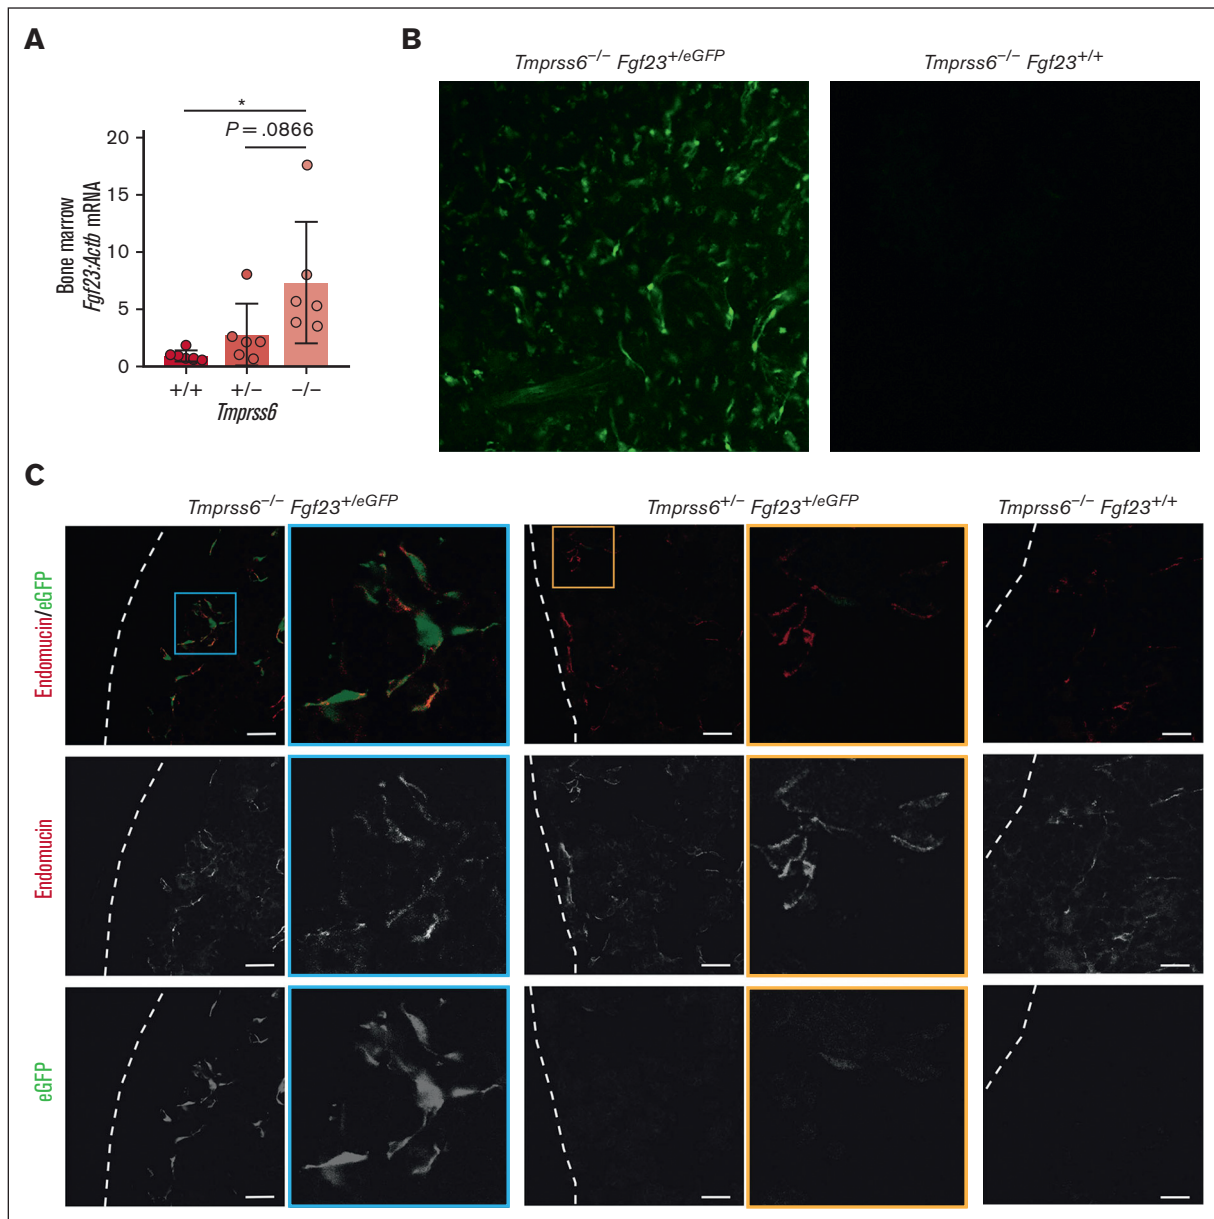 A
*
P = .0866
20
15
10
5
0
Bone marrow
Fgf23:Actb mRNA
+/+ +/− −/−
Tmprss6
B
Tmprss6−/− Fgf23+/eGFP
Tmprss6−/− Fgf23+/+
C
Tmprss6−/− Fgf23+/eGFP
Tmprss6+/− Fgf23+/eGFP
Tmprss6−/− Fgf23+/+
Endomucin/eGFP
Endomucin
eGFP